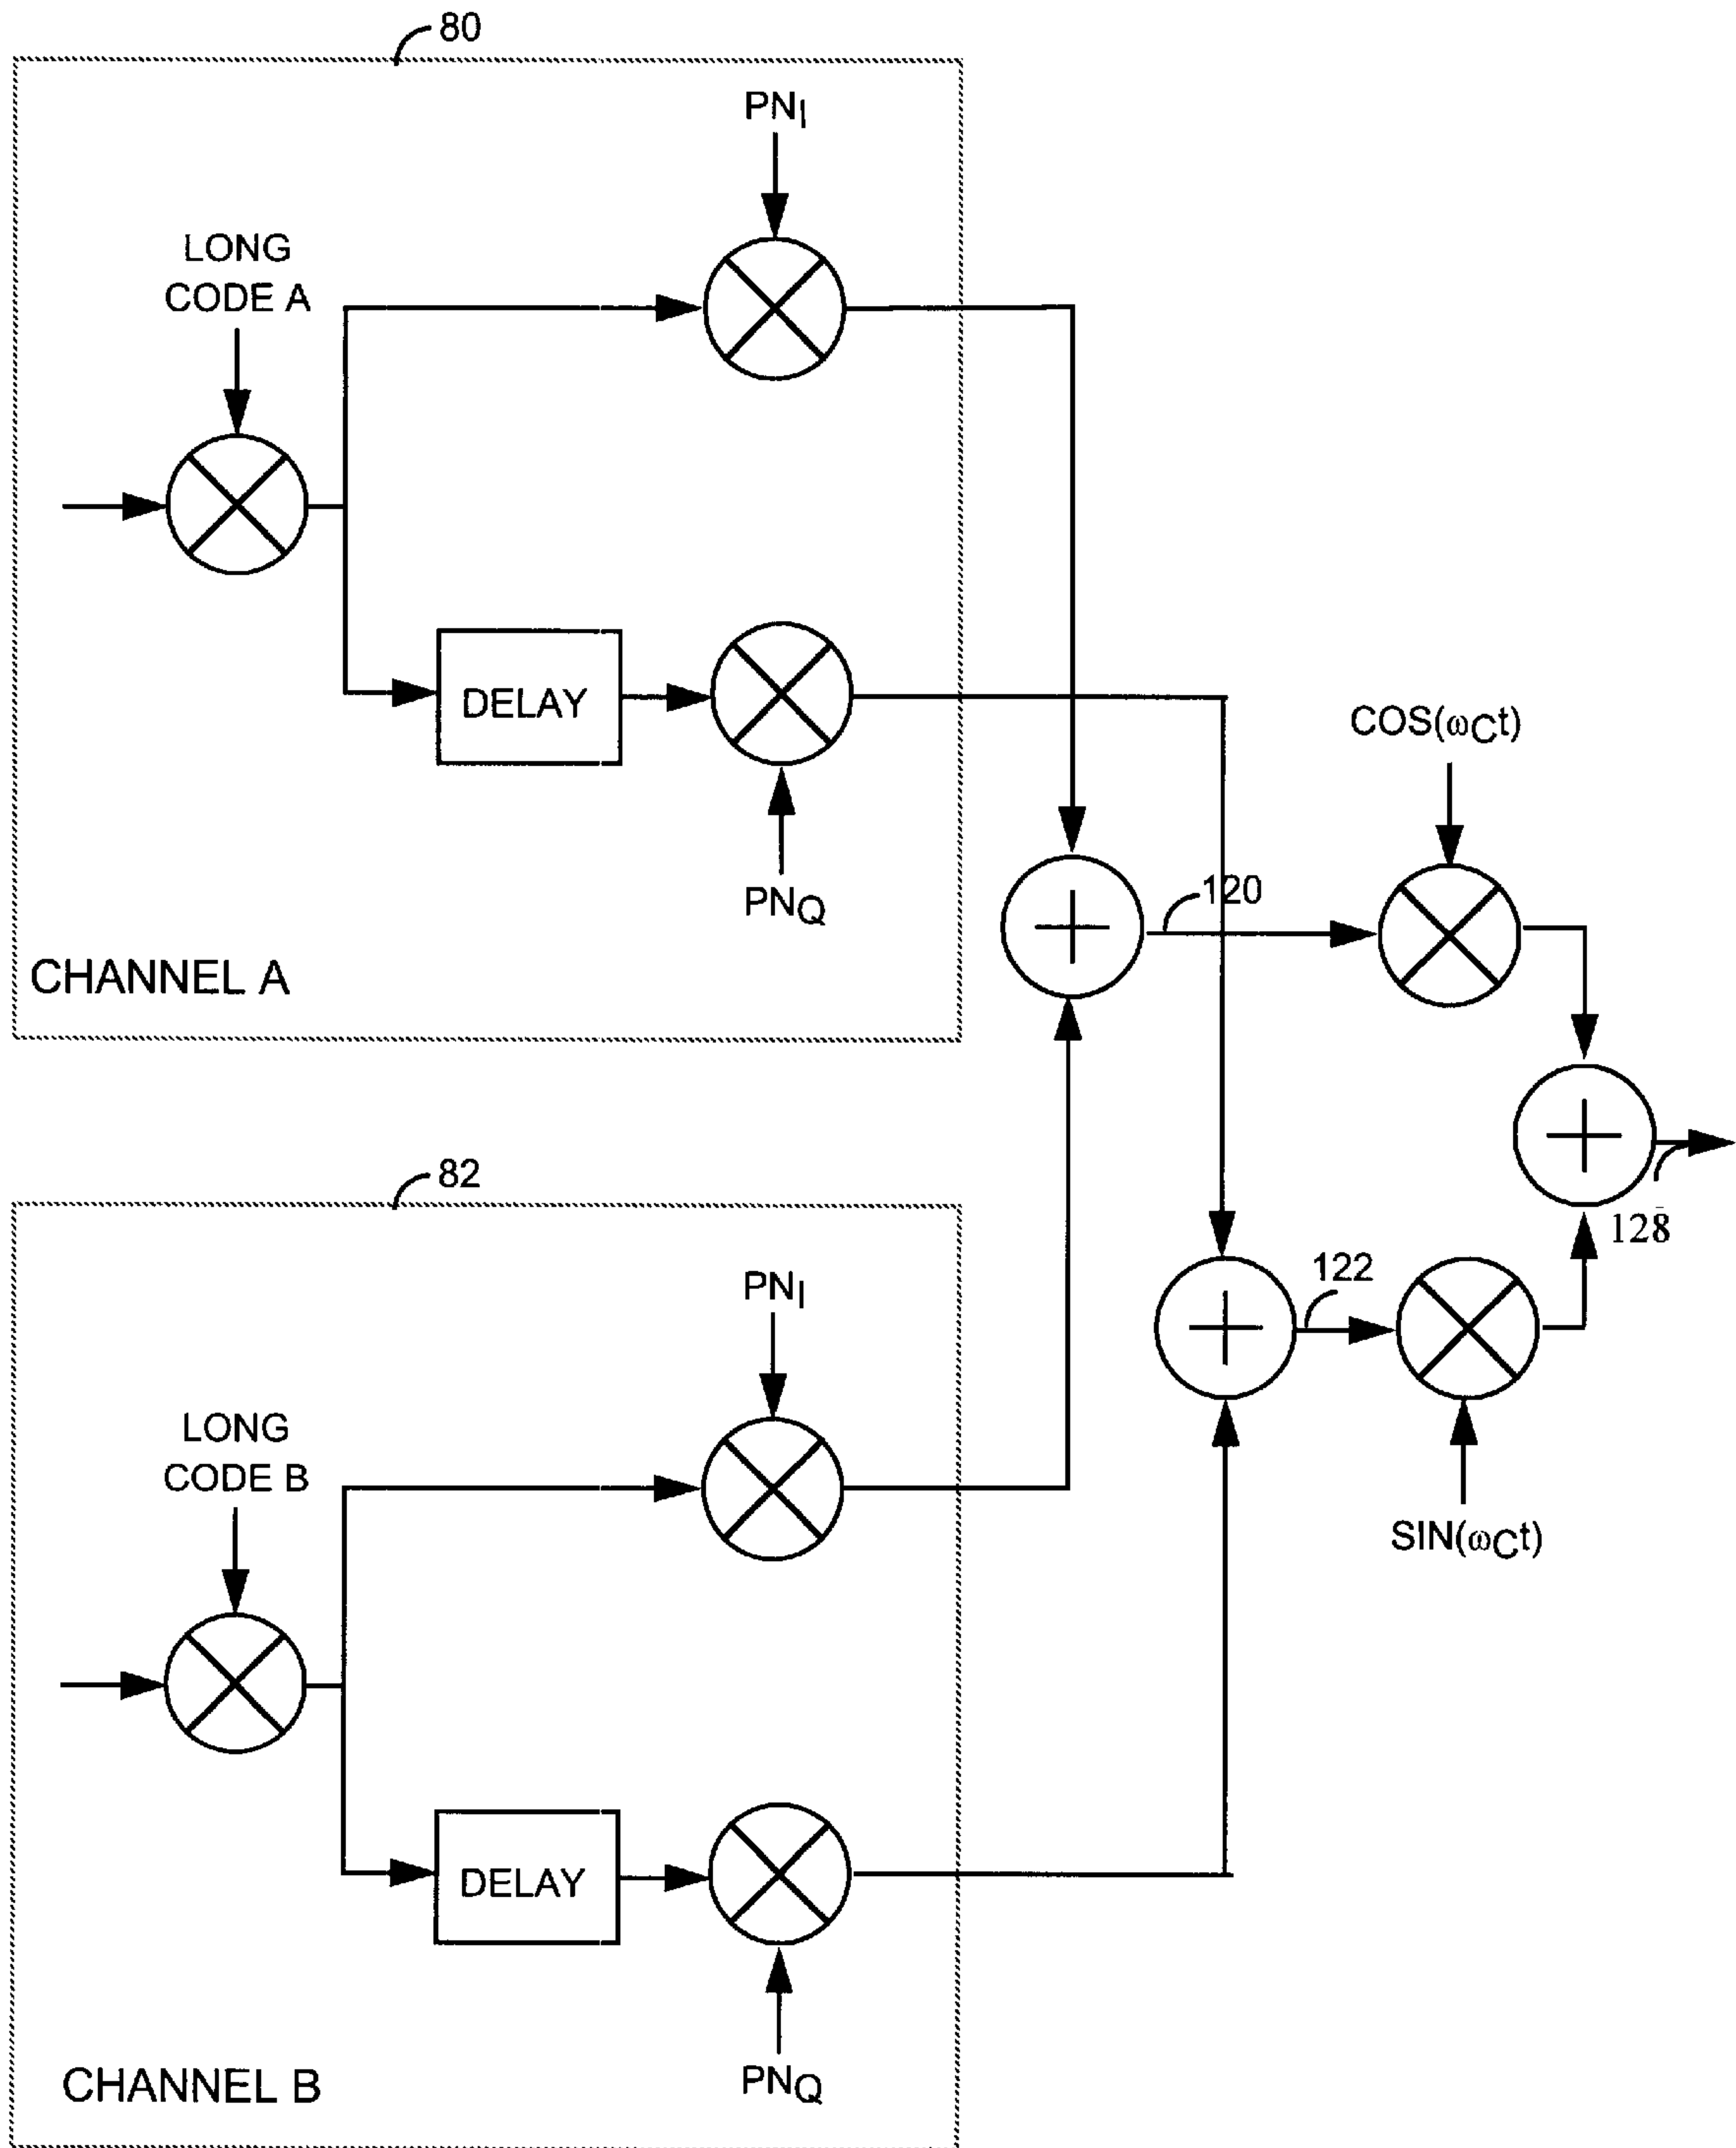 80
PNI
LONG
CODE A
DELAY
PNQ
CHANNEL A
COS(ωCt)
120
128
82
PNI
122
LONG
CODE B
SIN(ωCt)
DELAY
PNQ
CHANNEL B